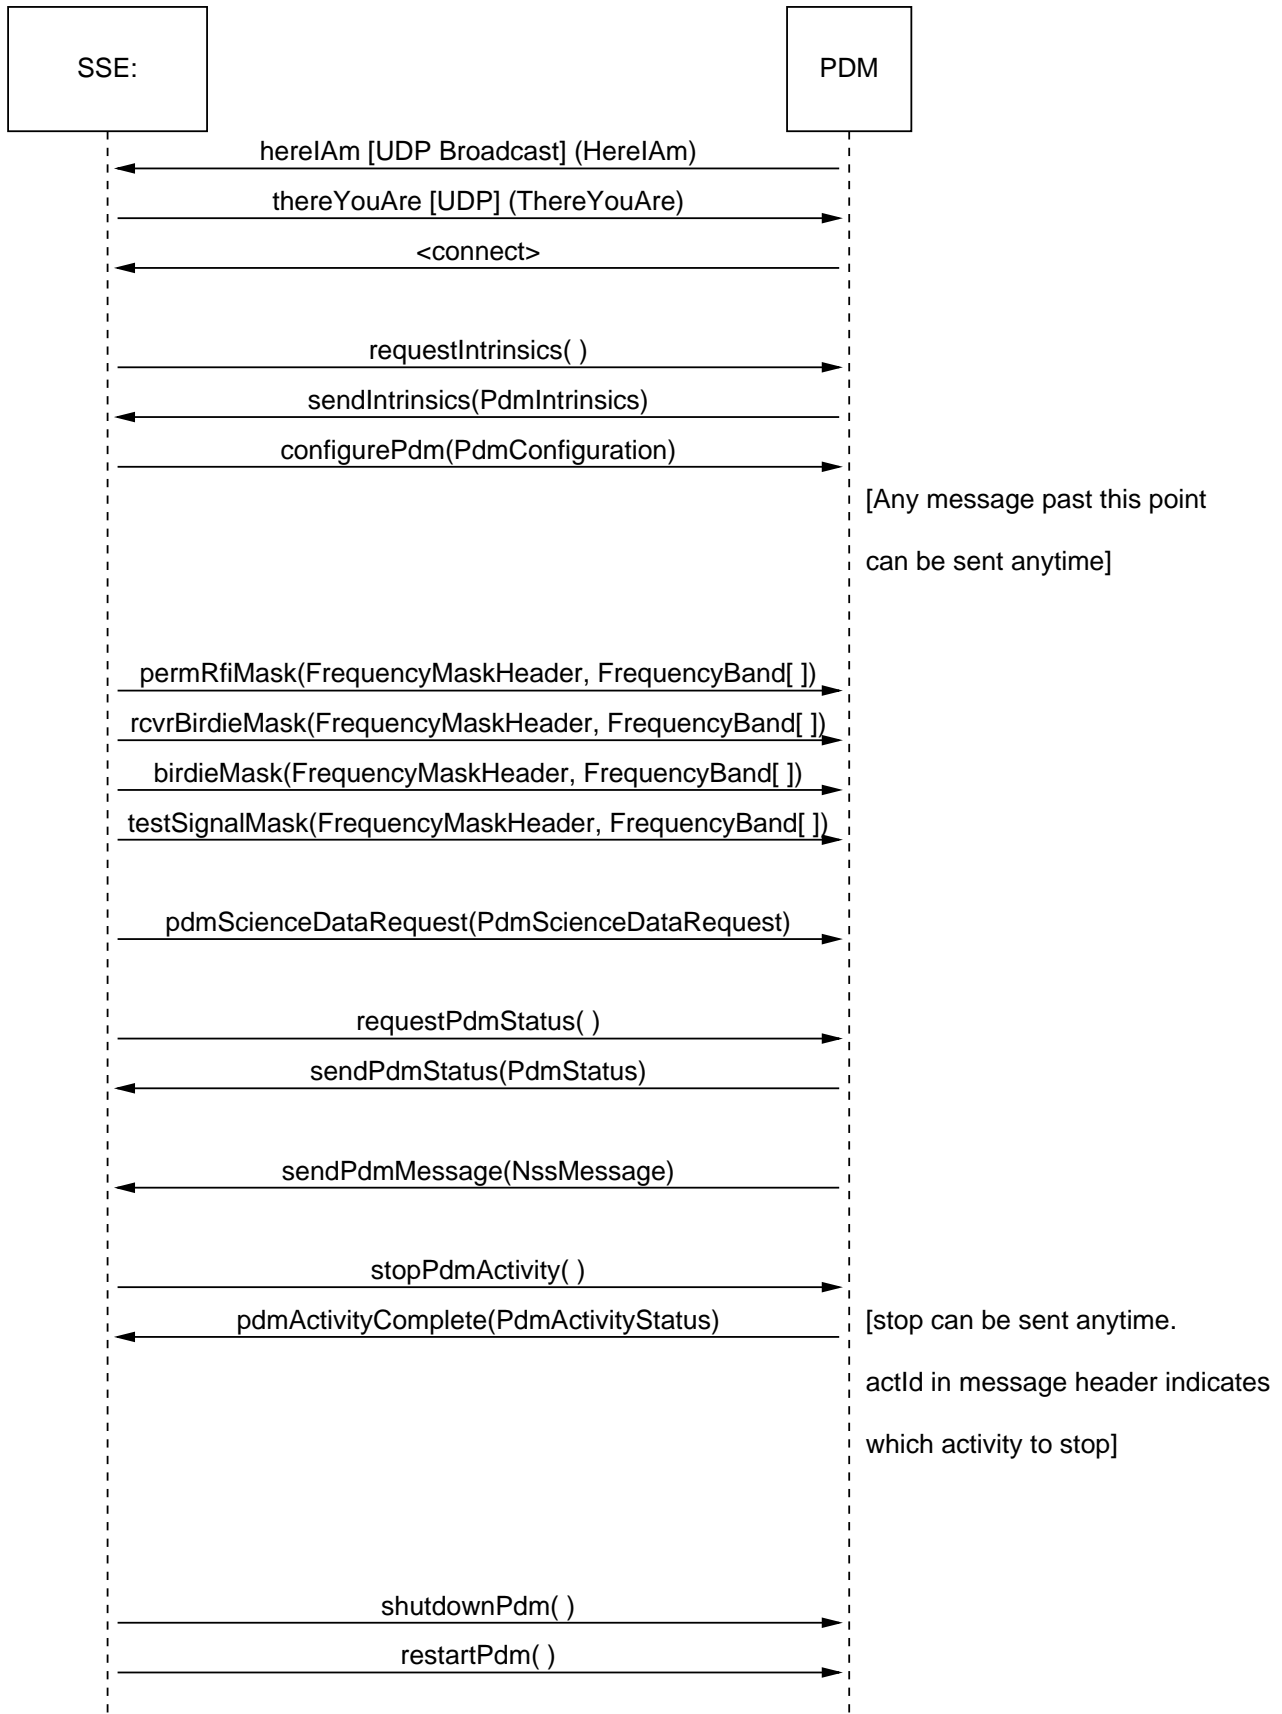 SSE:
PDM
hereIAm [UDP Broadcast] (HereIAm)
thereYouAre [UDP] (ThereYouAre)
<connect>
requestIntrinsics( )
sendIntrinsics(PdmIntrinsics)
configurePdm(PdmConfiguration)
[Any message past this point
can be sent anytime]
permRfiMask(FrequencyMaskHeader, FrequencyBand[ ])
rcvrBirdieMask(FrequencyMaskHeader, FrequencyBand[ ])
birdieMask(FrequencyMaskHeader, FrequencyBand[ ])
testSignalMask(FrequencyMaskHeader, FrequencyBand[ ])
pdmScienceDataRequest(PdmScienceDataRequest)
requestPdmStatus( )
sendPdmStatus(PdmStatus)
sendPdmMessage(NssMessage)
stopPdmActivity( )
pdmActivityComplete(PdmActivityStatus)
[stop can be sent anytime.
actId in message header indicates
which activity to stop]
shutdownPdm( )
restartPdm( )